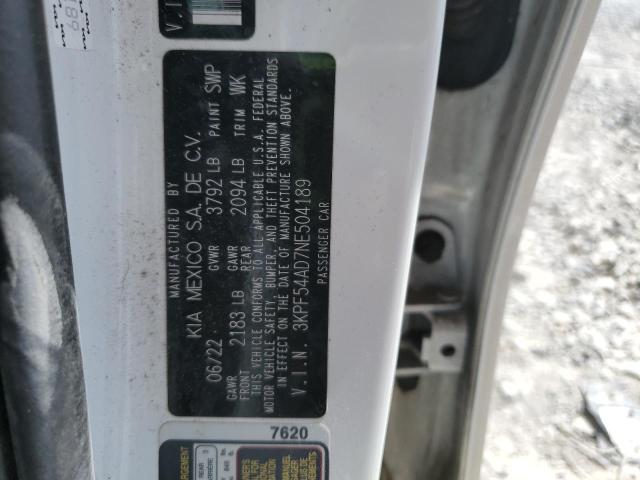 MANUFACTURED BY
KIA MEXICO S.A. DE C.V.
06/22 GVWR 3792 LB PAINT SWP
GAWR FRONT 2183 LB GAWR REAR 2094 LB TRIM WK
THIS VEHICLE CONFORMS TO ALL APPLICABLE U.S.A. FEDERAL
MOTOR VEHICLE SAFETY, BUMPER, AND THEFT PREVENTION STANDARDS
IN EFFECT ON THE DATE OF MANUFACTURE SHOWN ABOVE.
V.I.N. 3KPF54AD7NE504189
PASSENGER CAR
7620
REAR